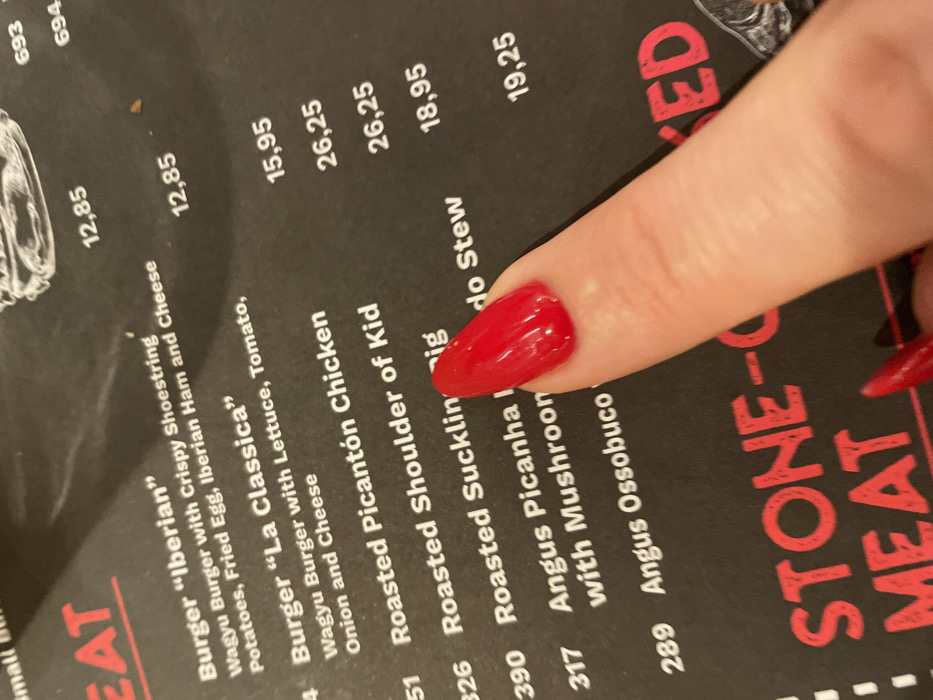 693
694
EAT
Burger “Iberian” 12,85
Wagyu Burger with Crispy Shoestring
Potatoes, Fried Egg, Iberian Ham and Cheese
Burger “La Classica” 12,85
Wagyu Burger with Lettuce, Tomato,
Onion and Cheese
51 Roasted Picantón Chicken 15,95
326 Roasted Shoulder of Kid 26,25
390 Roasted Suckling Pig 26,25
317 Angus Picanha Stew 18,95
with Mushroom
289 Angus Ossobuco 19,25
STONE-
MEAT